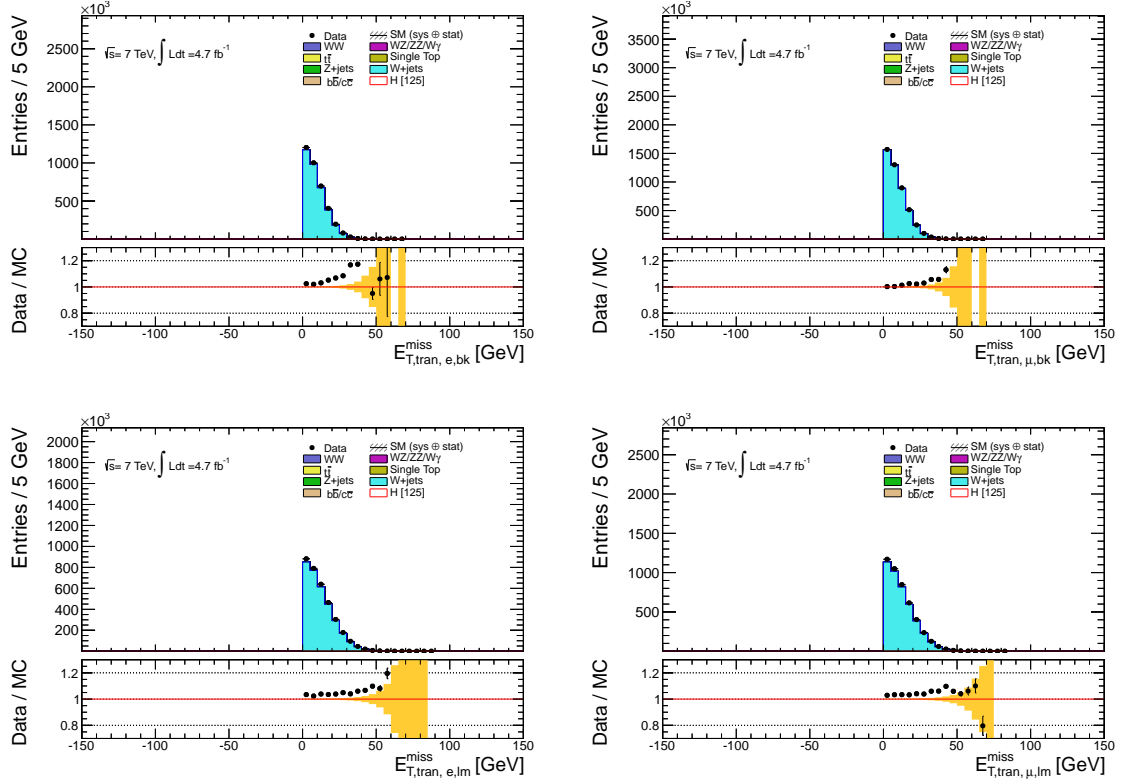 ×10³
Entries / 5 GeV
2500
2000
1500
1000
500
√s= 7 TeV, ∫ Ldt =4.7 fb⁻¹
Data
WW
tt̅
Z+jets
bb̅/cc̅
SM (sys ⊕ stat)
WZ/ZZ/Wγ
Single Top
W+jets
H [125]
Data / MC
1.2
1
0.8
-150 -100 -50 0 50 100 150
E^miss_T,tran, e,bk [GeV]
×10³
Entries / 5 GeV
3500
3000
2500
2000
1500
1000
500
√s= 7 TeV, ∫ Ldt =4.7 fb⁻¹
Data
WW
tt̅
Z+jets
bb̅/cc̅
SM (sys ⊕ stat)
WZ/ZZ/Wγ
Single Top
W+jets
H [125]
Data / MC
1.2
1
0.8
-150 -100 -50 0 50 100 150
E^miss_T,tran, μ,bk [GeV]
×10³
Entries / 5 GeV
2000
1800
1600
1400
1200
1000
800
600
400
200
√s= 7 TeV, ∫ Ldt =4.7 fb⁻¹
Data
WW
tt̅
Z+jets
bb̅/cc̅
SM (sys ⊕ stat)
WZ/ZZ/Wγ
Single Top
W+jets
H [125]
Data / MC
1.2
1
0.8
-150 -100 -50 0 50 100 150
E^miss_T,tran, e,lm [GeV]
×10³
Entries / 5 GeV
2500
2000
1500
1000
500
√s= 7 TeV, ∫ Ldt =4.7 fb⁻¹
Data
WW
tt̅
Z+jets
bb̅/cc̅
SM (sys ⊕ stat)
WZ/ZZ/Wγ
Single Top
W+jets
H [125]
Data / MC
1.2
1
0.8
-150 -100 -50 0 50 100 150
E^miss_T,tran, μ,lm [GeV]